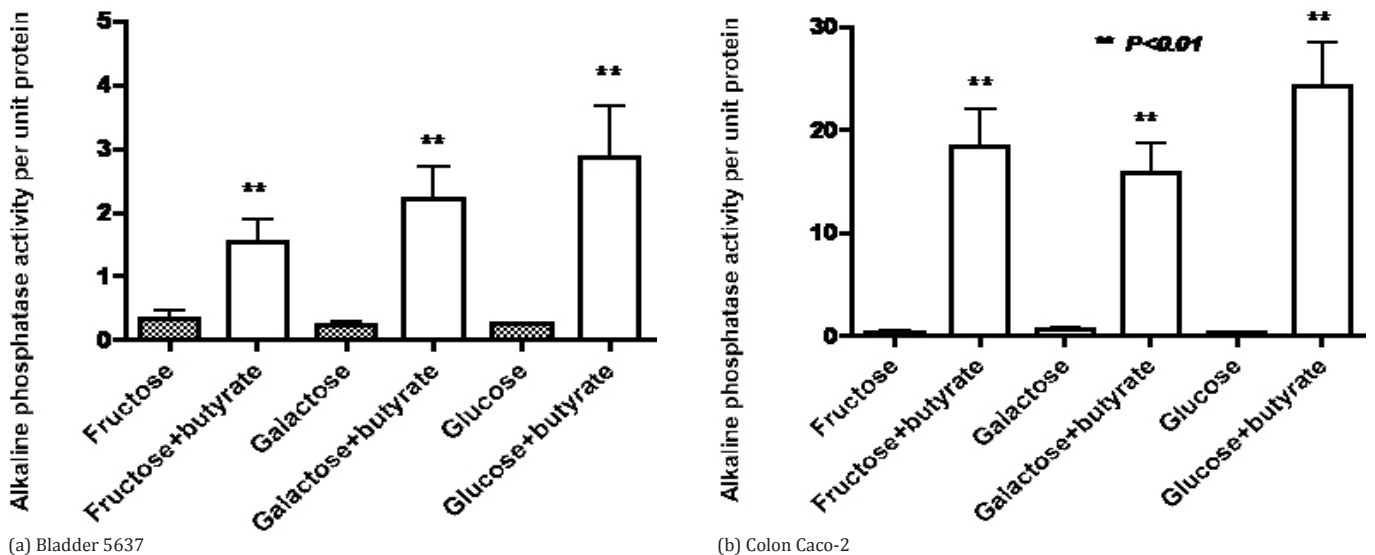 Alkaline phosphatase activity per unit protein
5
4
3
2
1
0
**
**
**
Fructose
Fructose+butyrate
Galactose
Galactose+butyrate
Glucose
Glucose+butyrate
(a) Bladder 5637
Alkaline phosphatase activity per unit protein
30
20
10
0
** P<0.01
**
**
**
Fructose
Fructose+butyrate
Galactose
Galactose+butyrate
Glucose
Glucose+butyrate
(b) Colon Caco-2